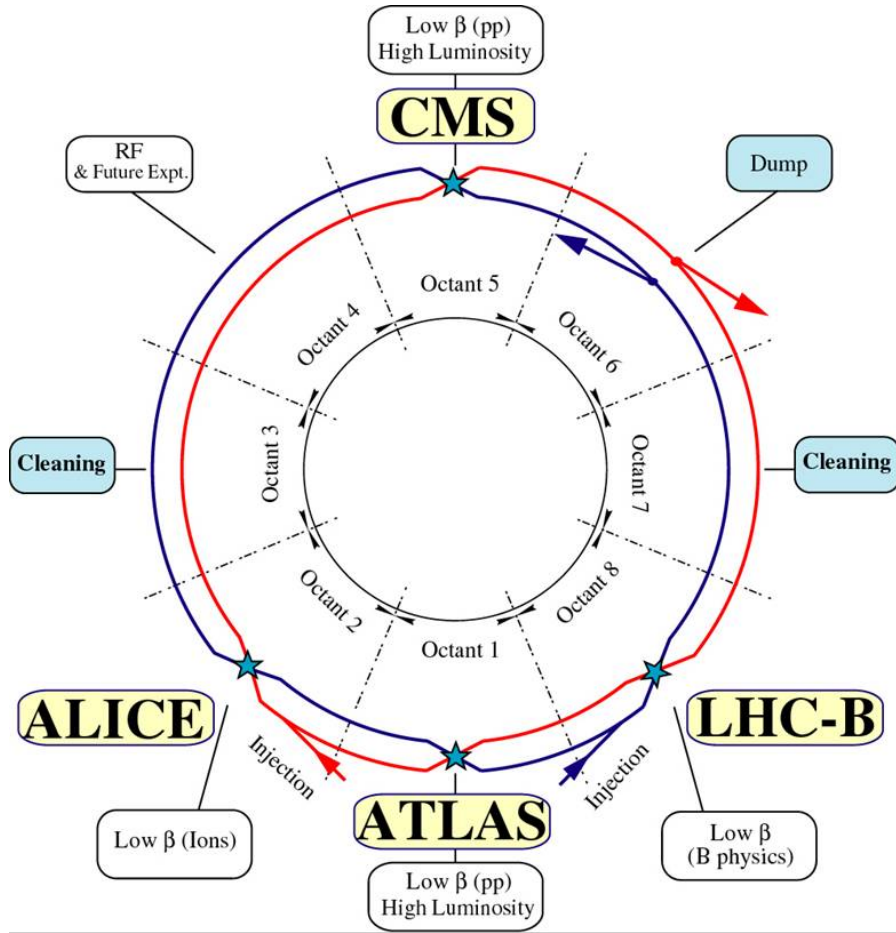 Low β (pp)
High Luminosity
CMS
RF
& Future Expt.
Dump
Octant 5
Octant 4
Octant 6
Cleaning
Octant 3
Octant 7
Cleaning
Octant 2
Octant 8
Octant 1
ALICE
LHC-B
Injection
Injection
ATLAS
Low β (Ions)
Low β
(B physics)
Low β (pp)
High Luminosity